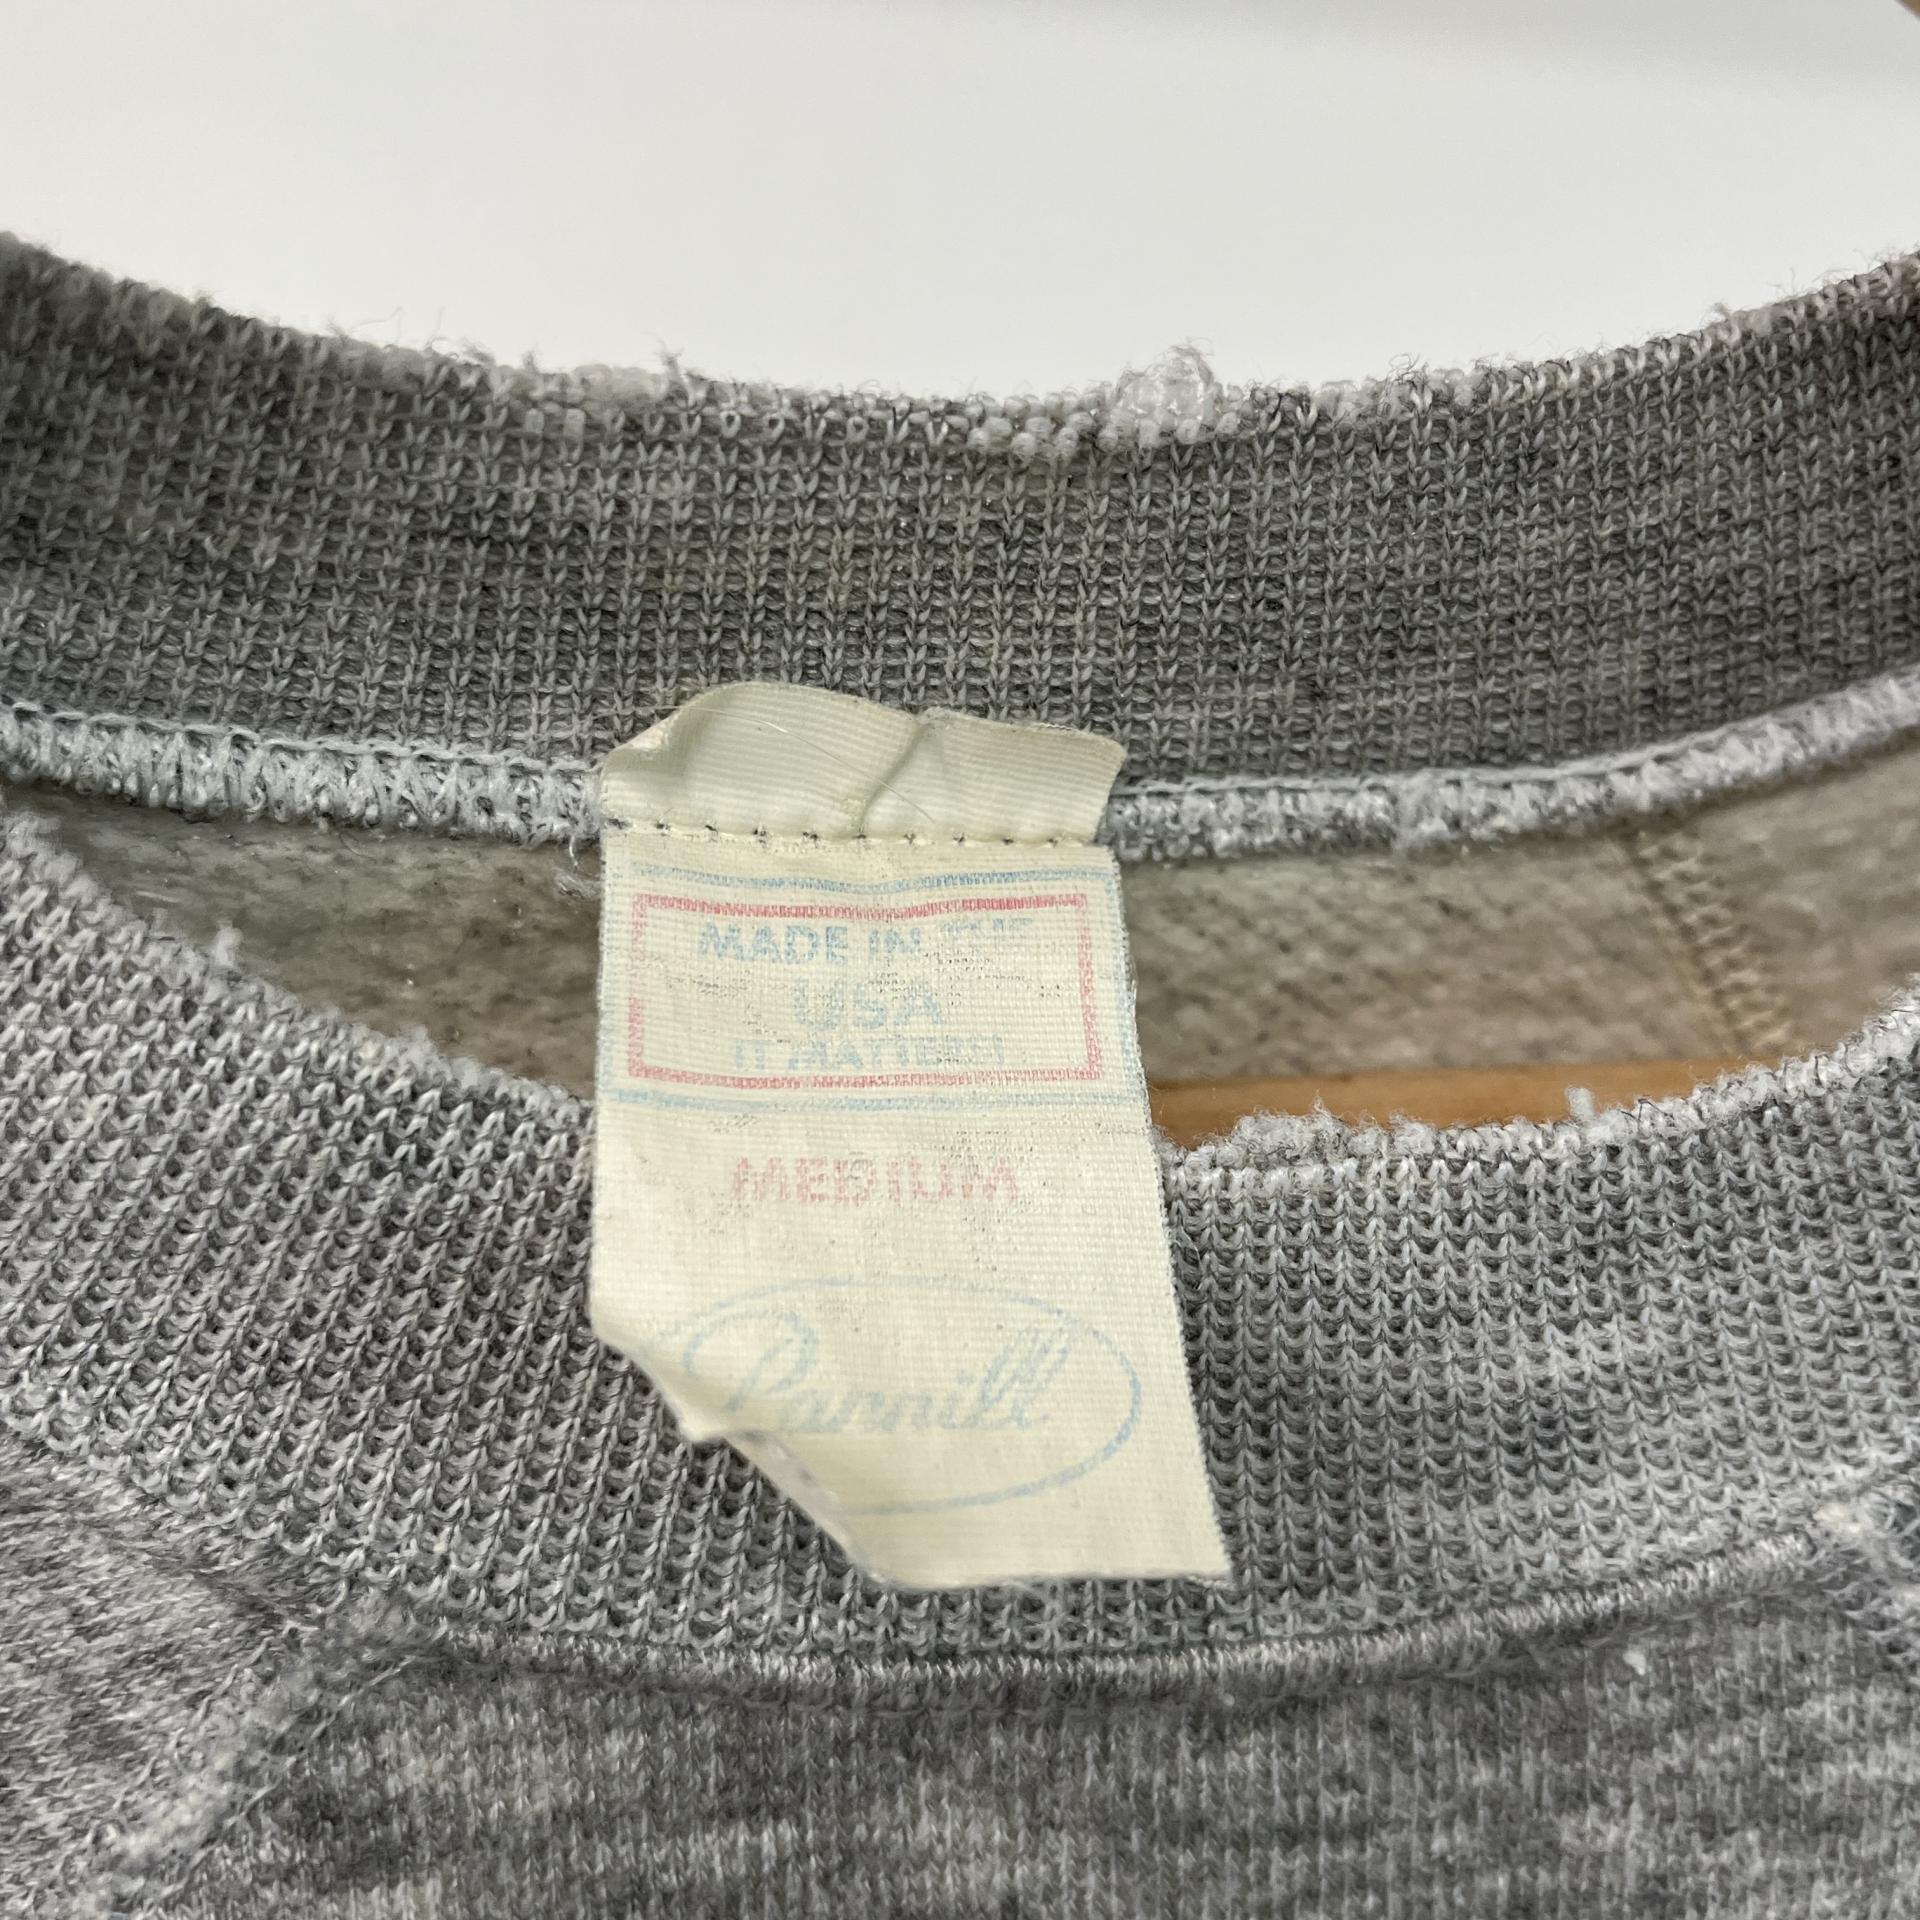 MADE IN THE
USA
IT MATTERS!
MEDIUM
Pannill